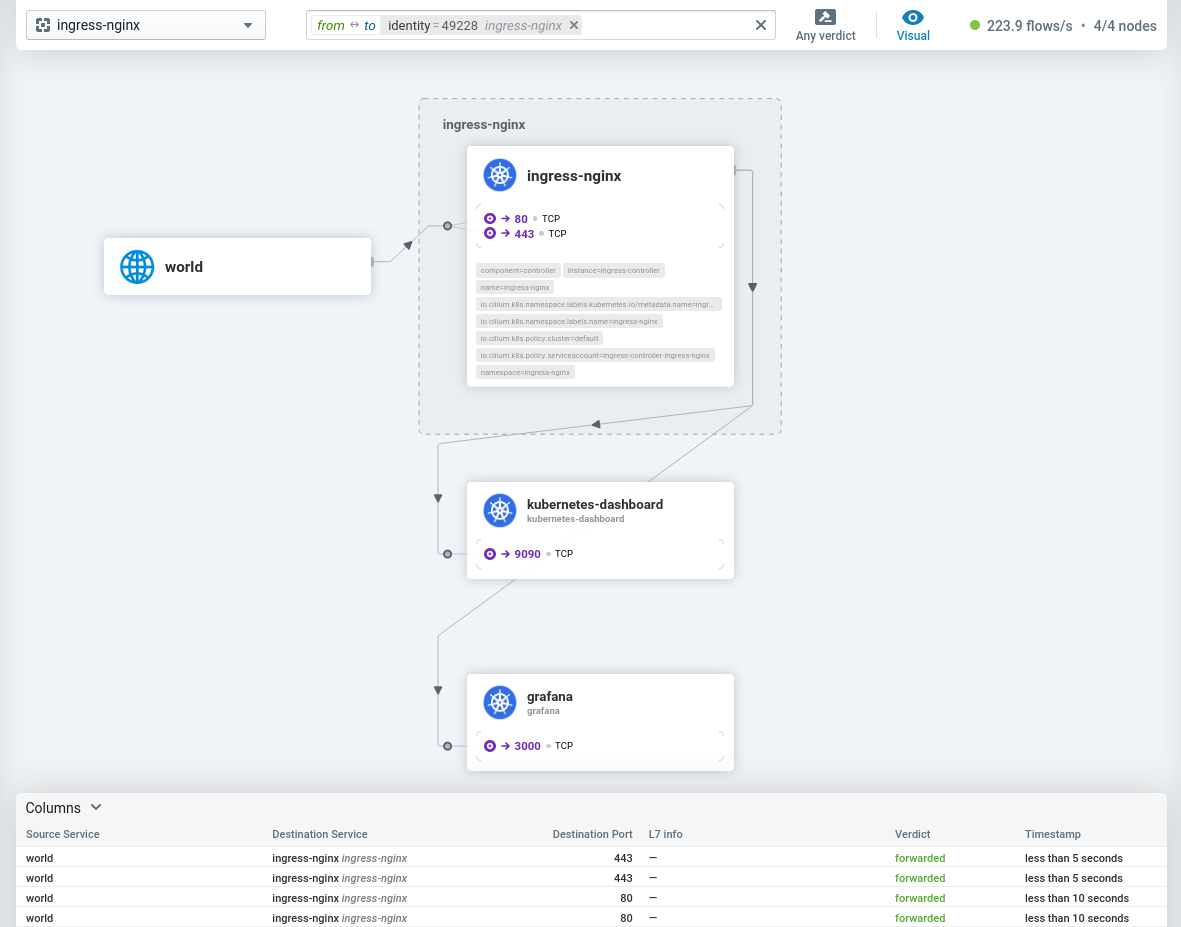 ingress-nginx
from ↔ to identity = 49228 ingress-nginx
Any verdict
Visual
223.9 flows/s • 4/4 nodes
ingress-nginx
ingress-nginx
→ 80 • TCP
→ 443 • TCP
component=controller instance=ingress-controller
name=ingress-nginx
io.cilium.k8s.namespace.labels.kubernetes.io/metadata.name=ingr...
io.cilium.k8s.namespace.labels.name=ingress-nginx
io.cilium.k8s.policy.cluster=default
io.cilium.k8s.policy.serviceaccount=ingress-controller-ingress-nginx
namespace=ingress-nginx
world
kubernetes-dashboard
kubernetes-dashboard
→ 9090 • TCP
grafana
grafana
→ 3000 • TCP
Columns
Source Service Destination Service Destination Port L7 info Verdict Timestamp
world ingress-nginx ingress-nginx 443 — forwarded less than 5 seconds
world ingress-nginx ingress-nginx 443 — forwarded less than 5 seconds
world ingress-nginx ingress-nginx 80 — forwarded less than 10 seconds
world ingress-nginx ingress-nginx 80 — forwarded less than 10 seconds